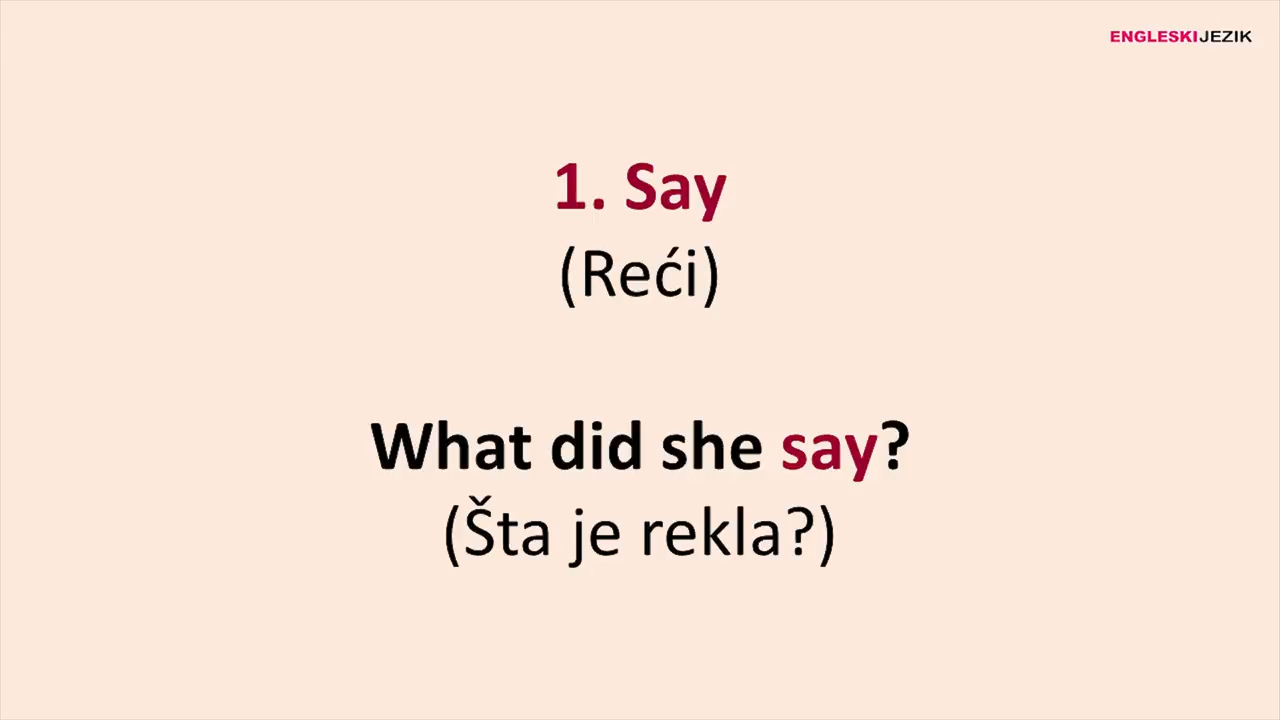 ENGLESKIJEZIK
1. Say
(Reći)
What did she say?
(Šta je rekla?)